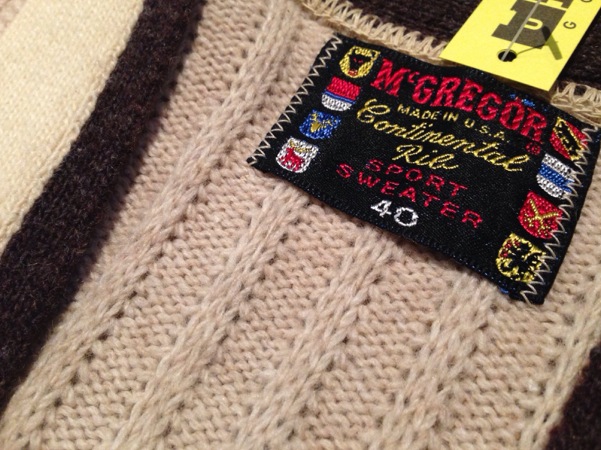 McGREGOR®
MADE IN U.S.A.
Continental
Rib
SPORT
SWEATER
40